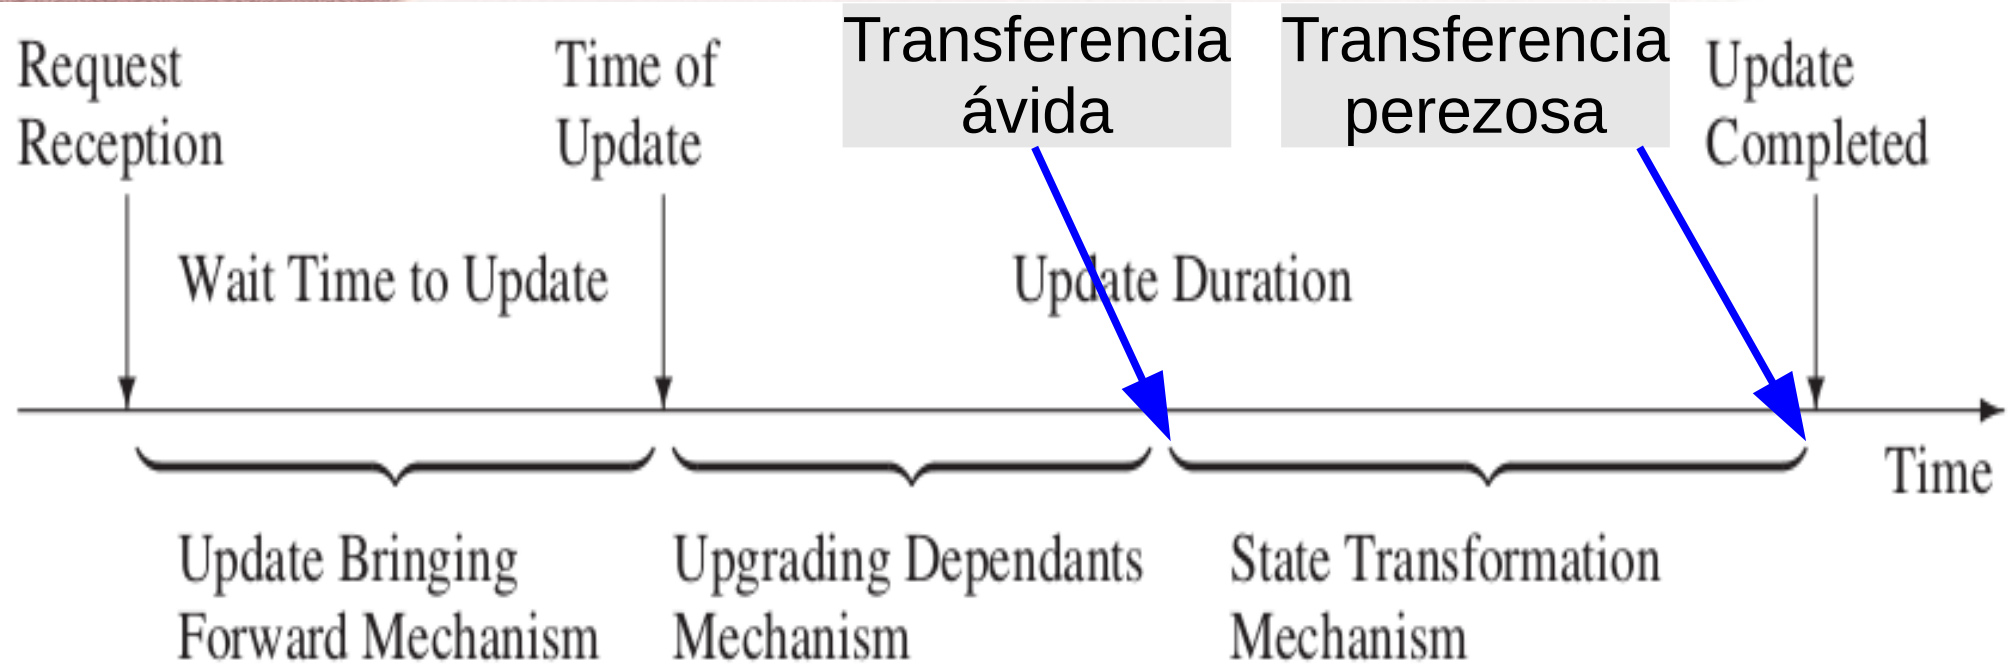 Request
Reception
Time of
Update
Transferencia
ávida
Transferencia
perezosa
Update
Completed
Wait Time to Update
Update Duration
Time
Update Bringing
Forward Mechanism
Upgrading Dependants
Mechanism
State Transformation
Mechanism